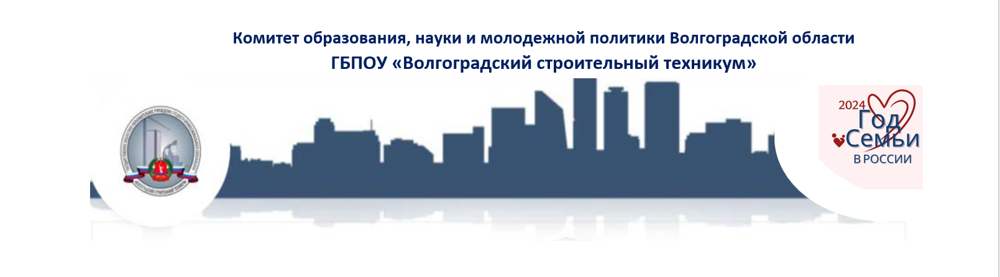 Комитет образования, науки и молодежной политики Волгоградской области
ГБПОУ «Волгоградский строительный техникум»
2024
Год
Семьи
В РОССИИ